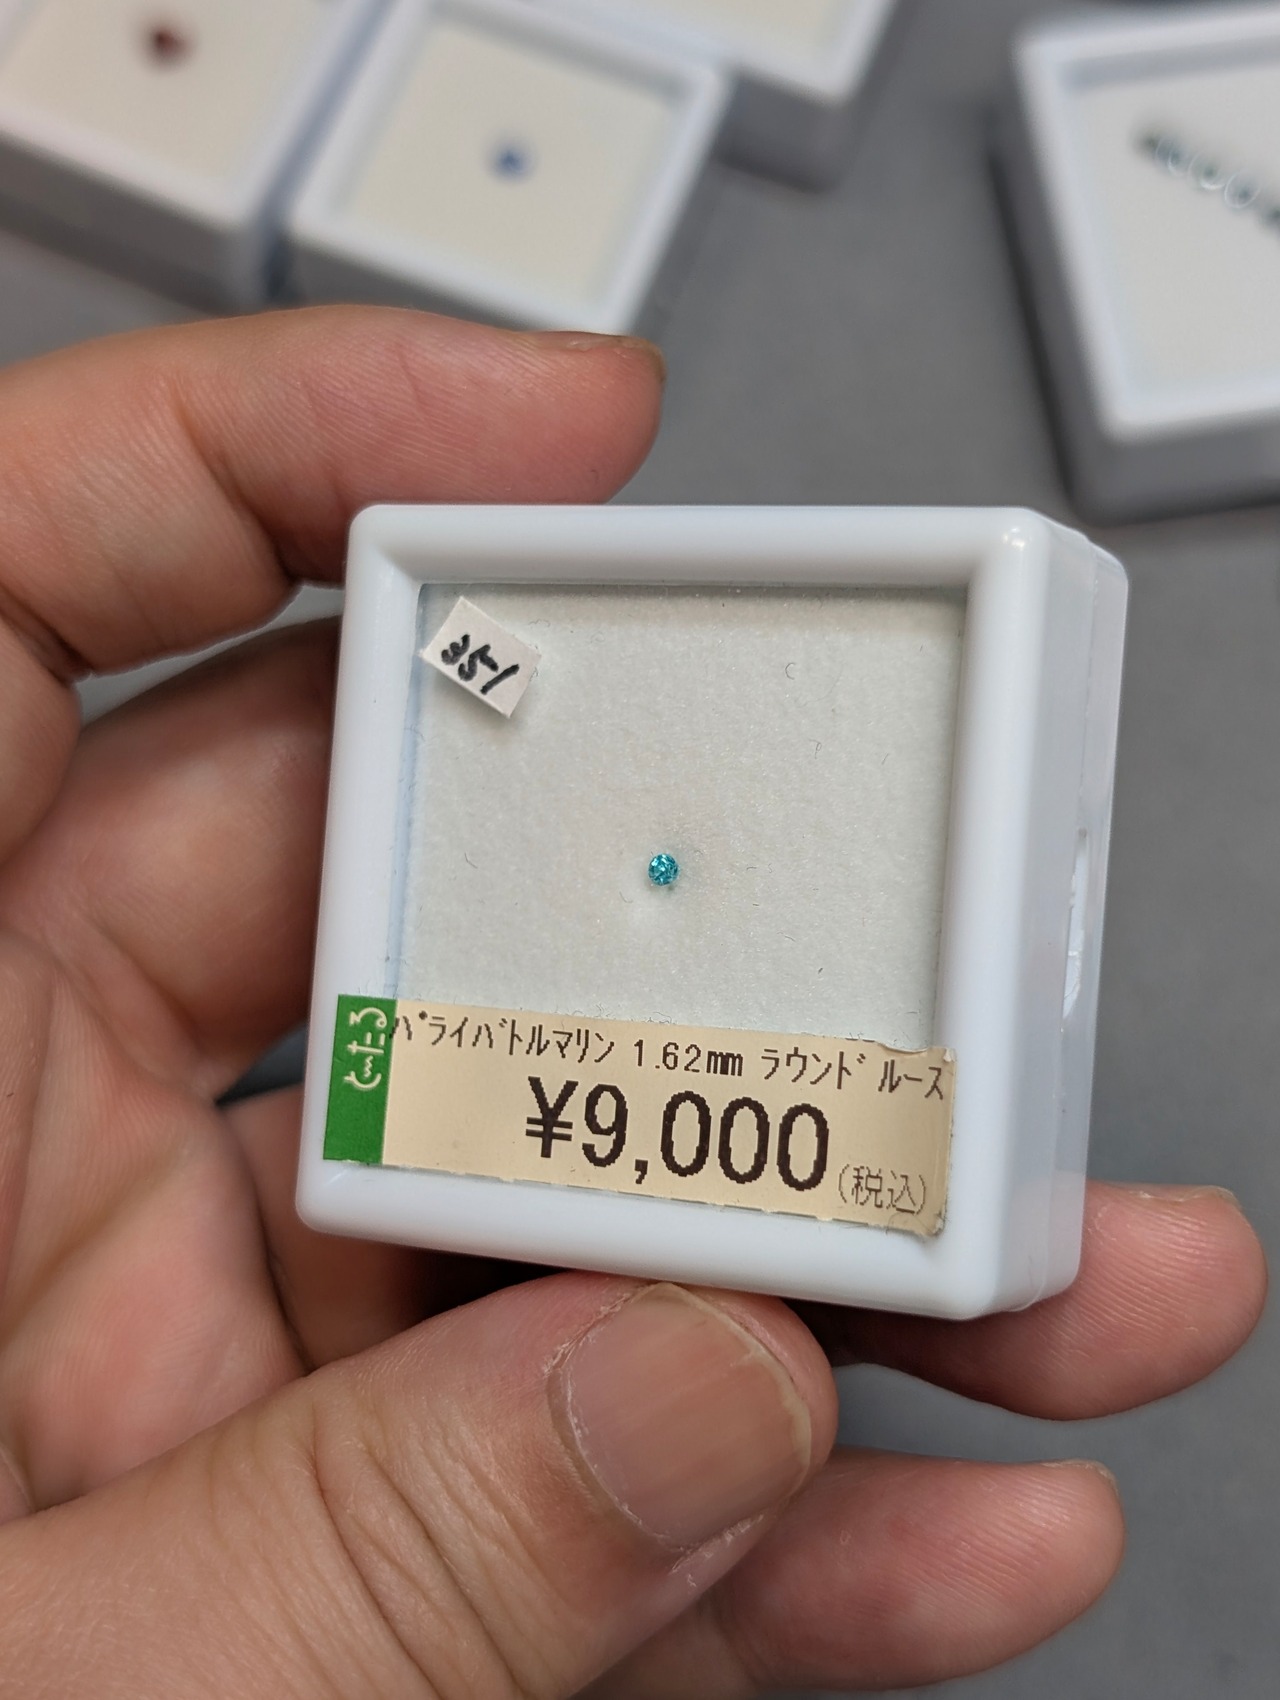 351
とったる
パライバトルマリン 1.62mm ラウンド ルース
¥9,000
(税込)